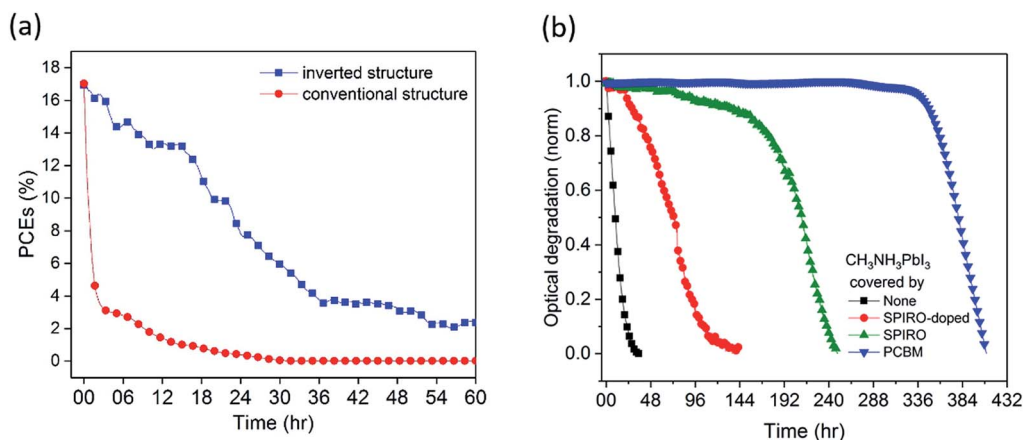 (a)
18
16
14
12
10
8
6
4
2
0
PCEs (%)
inverted structure
conventional structure
00 06 12 18 24 30 36 42 48 54 60
Time (hr)
(b)
1.0
0.8
0.6
0.4
0.2
0.0
Optical degradation (norm)
CH₃NH₃PbI₃
covered by
None
SPIRO-doped
SPIRO
PCBM
00 48 96 144 192 240 288 336 384 432
Time (hr)